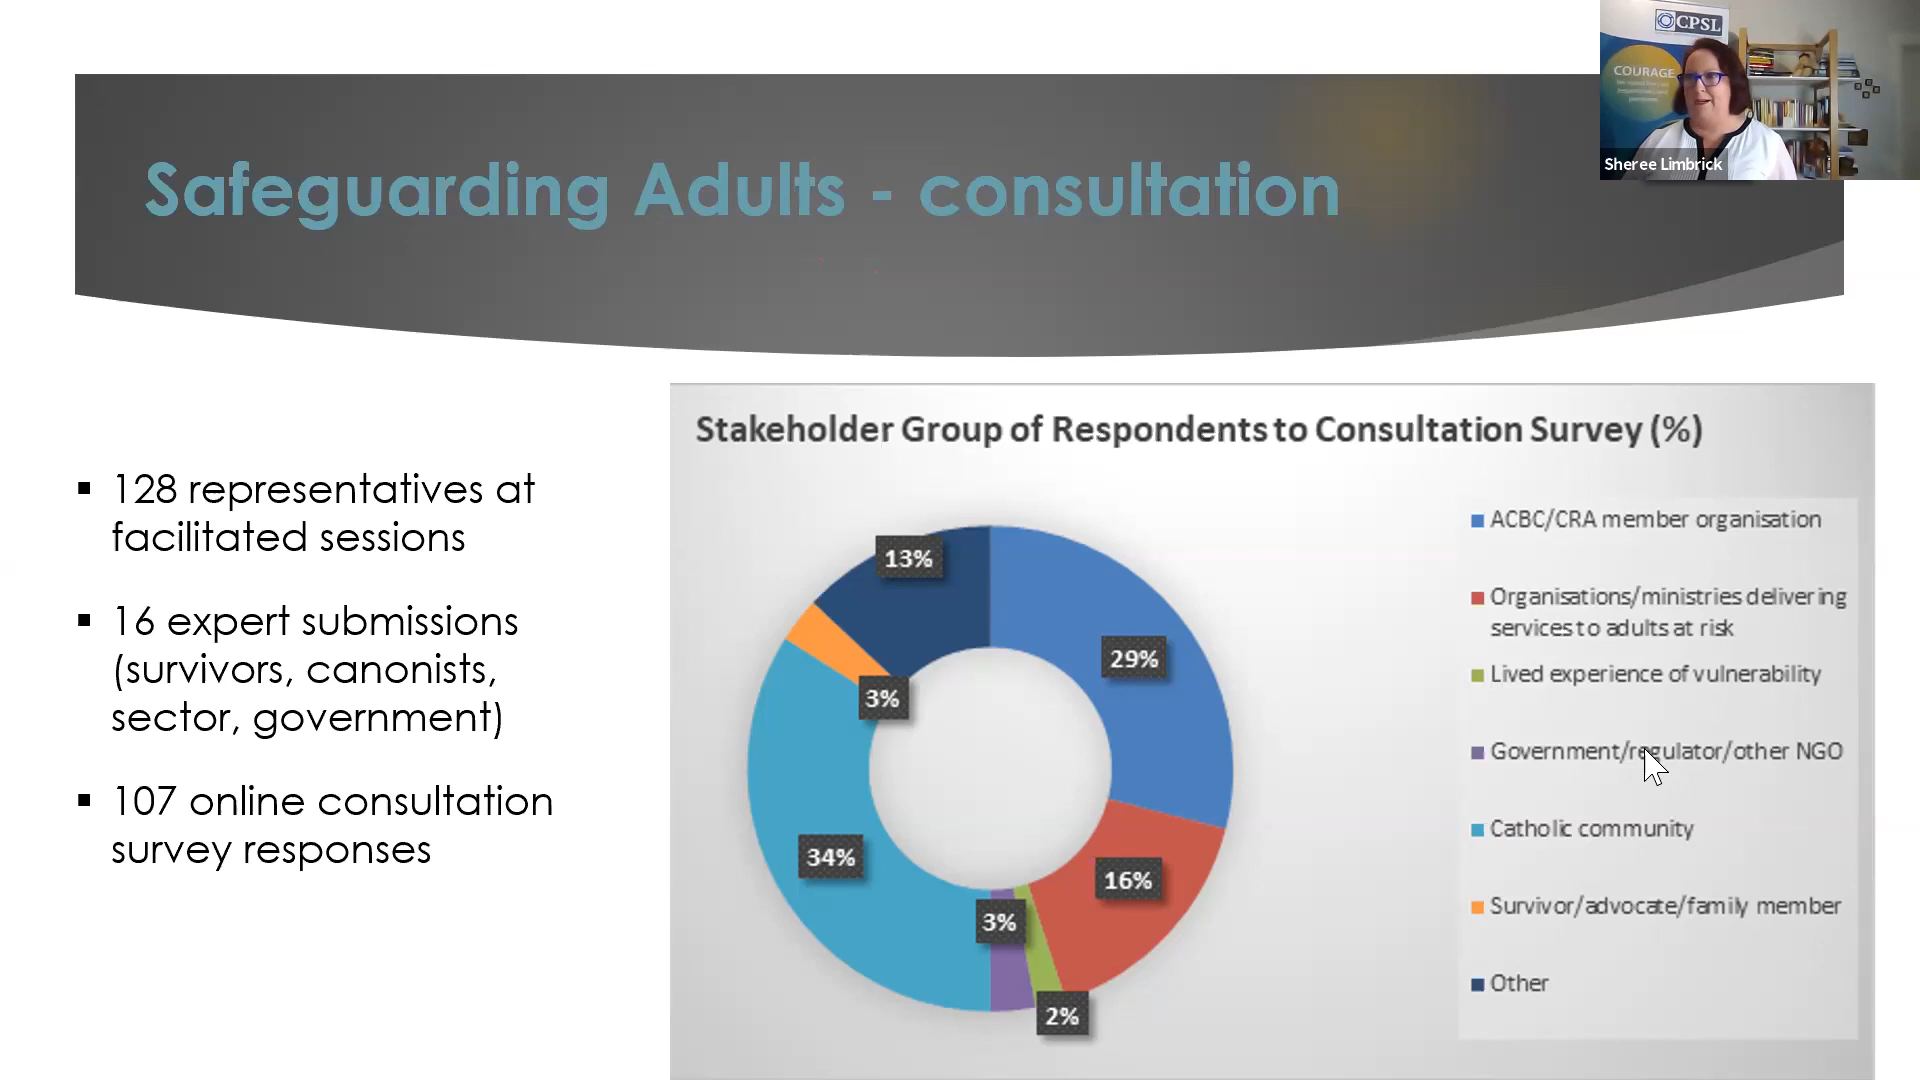 CPSL
COURAGE
Sheree Limbrick
Safeguarding Adults - consultation
▪ 128 representatives at
facilitated sessions
▪ 16 expert submissions
(survivors, canonists,
sector, government)
▪ 107 online consultation
survey responses
Stakeholder Group of Respondents to Consultation Survey (%)
13%
29%
3%
34%
16%
3%
2%
ACBC/CRA member organisation
Organisations/ministries delivering
services to adults at risk
Lived experience of vulnerability
Government/regulator/other NGO
Catholic community
Survivor/advocate/family member
Other